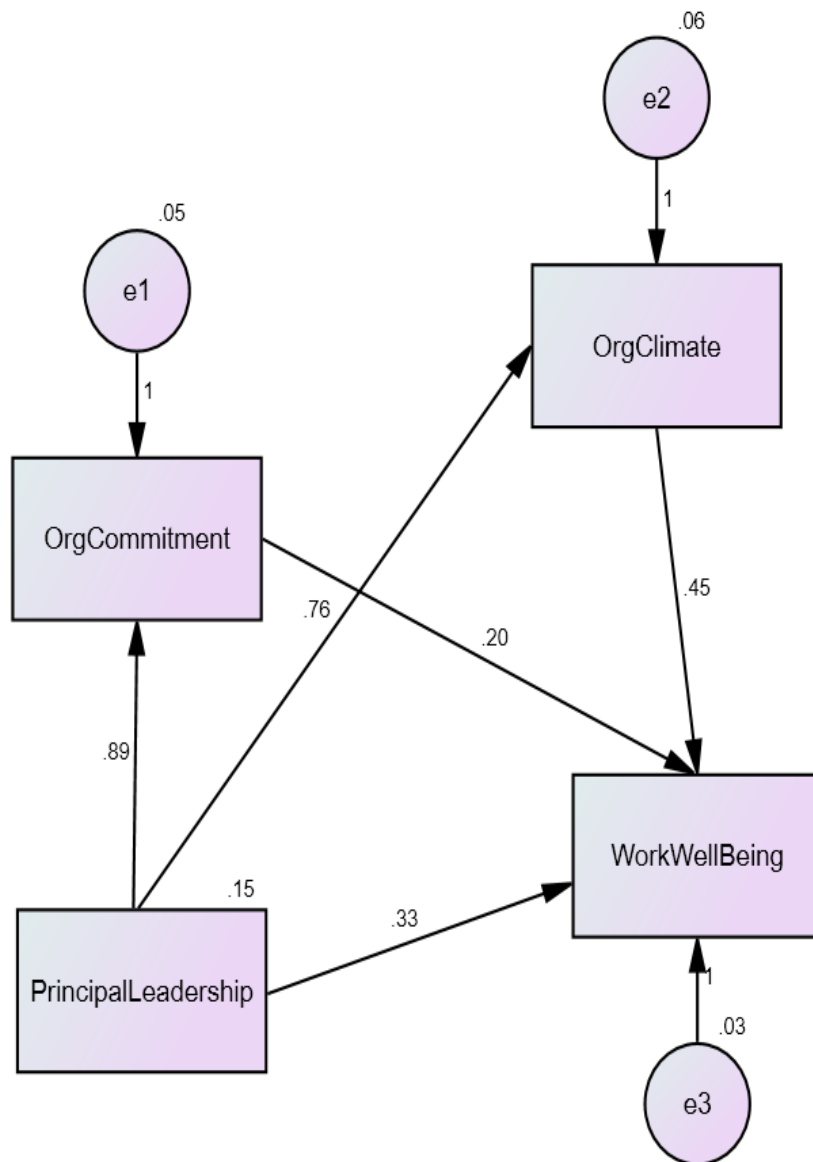 .06
e2
1
.05
e1
1
OrgClimate
OrgCommitment
.76
.45
.20
.89
WorkWellBeing
.15
.33
PrincipalLeadership
1
.03
e3